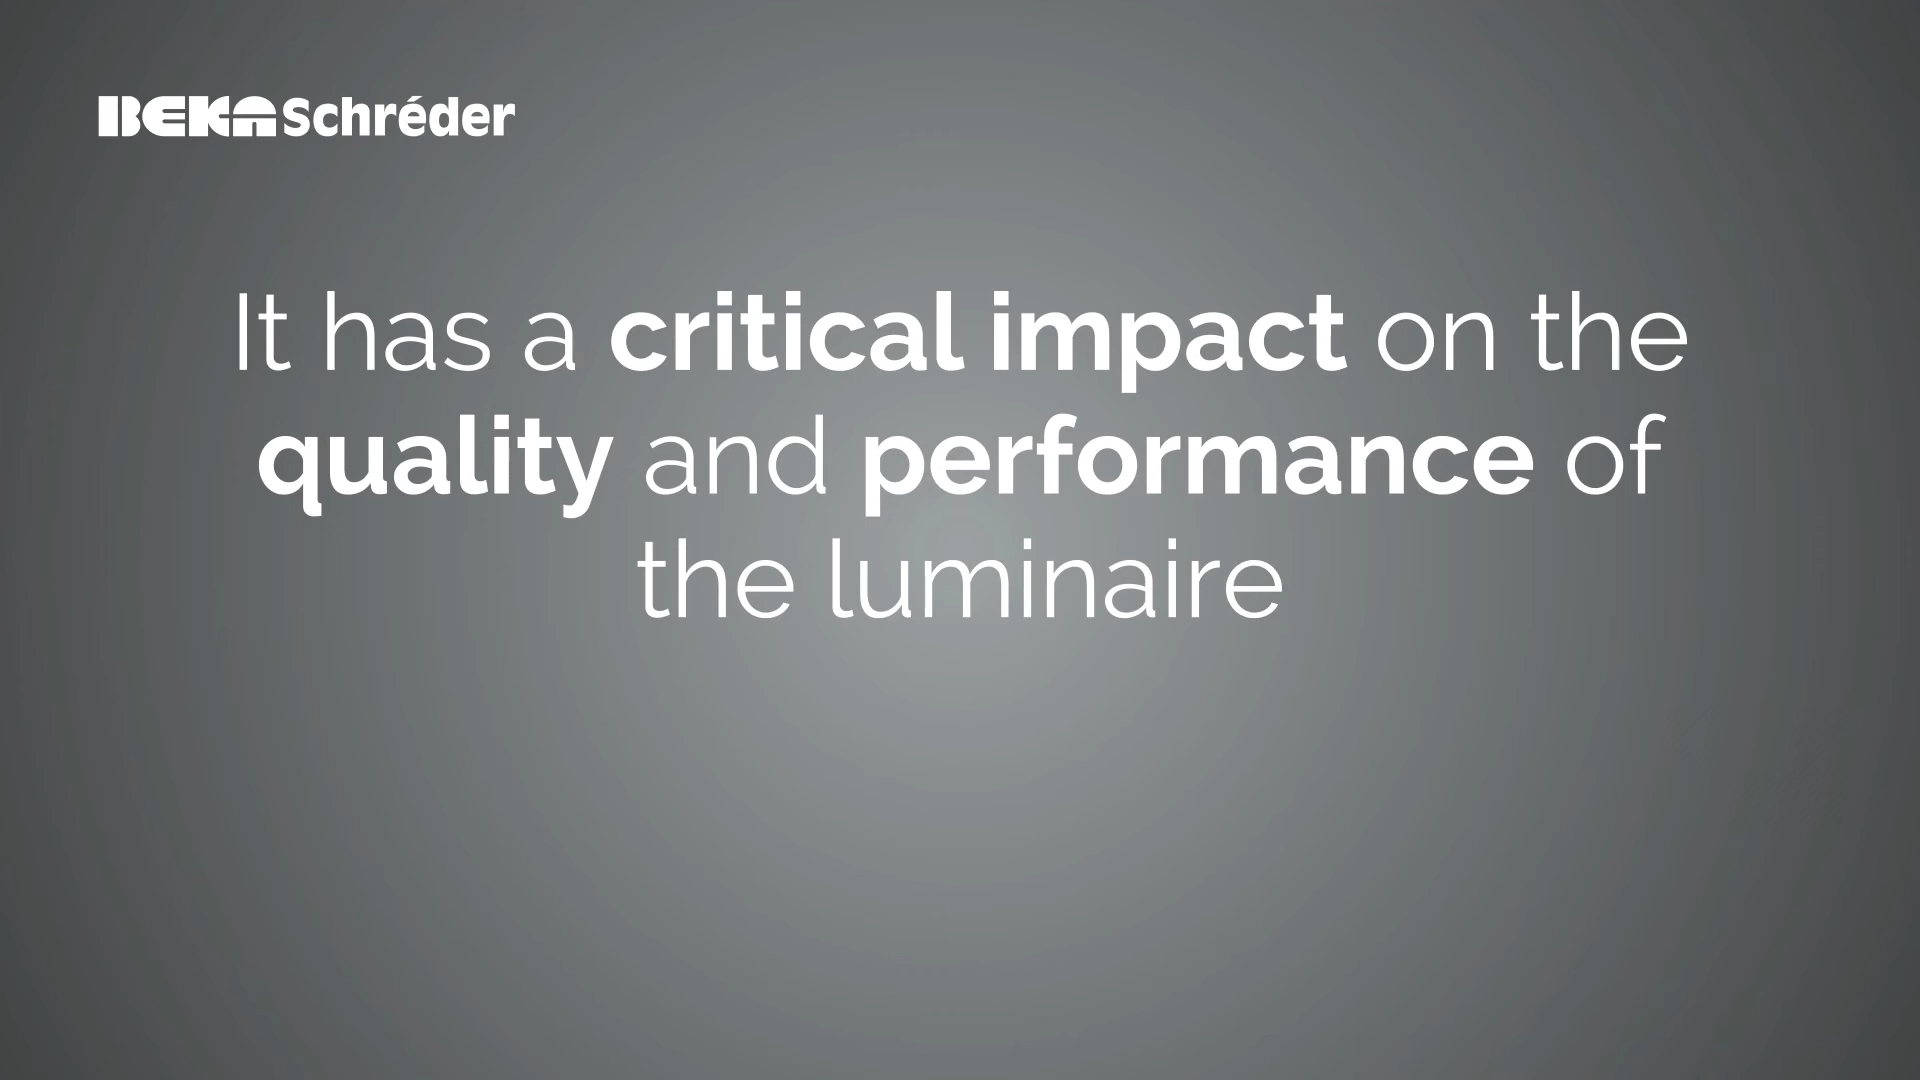 BEKA Schréder
It has a critical impact on the
quality and performance of
the luminaire